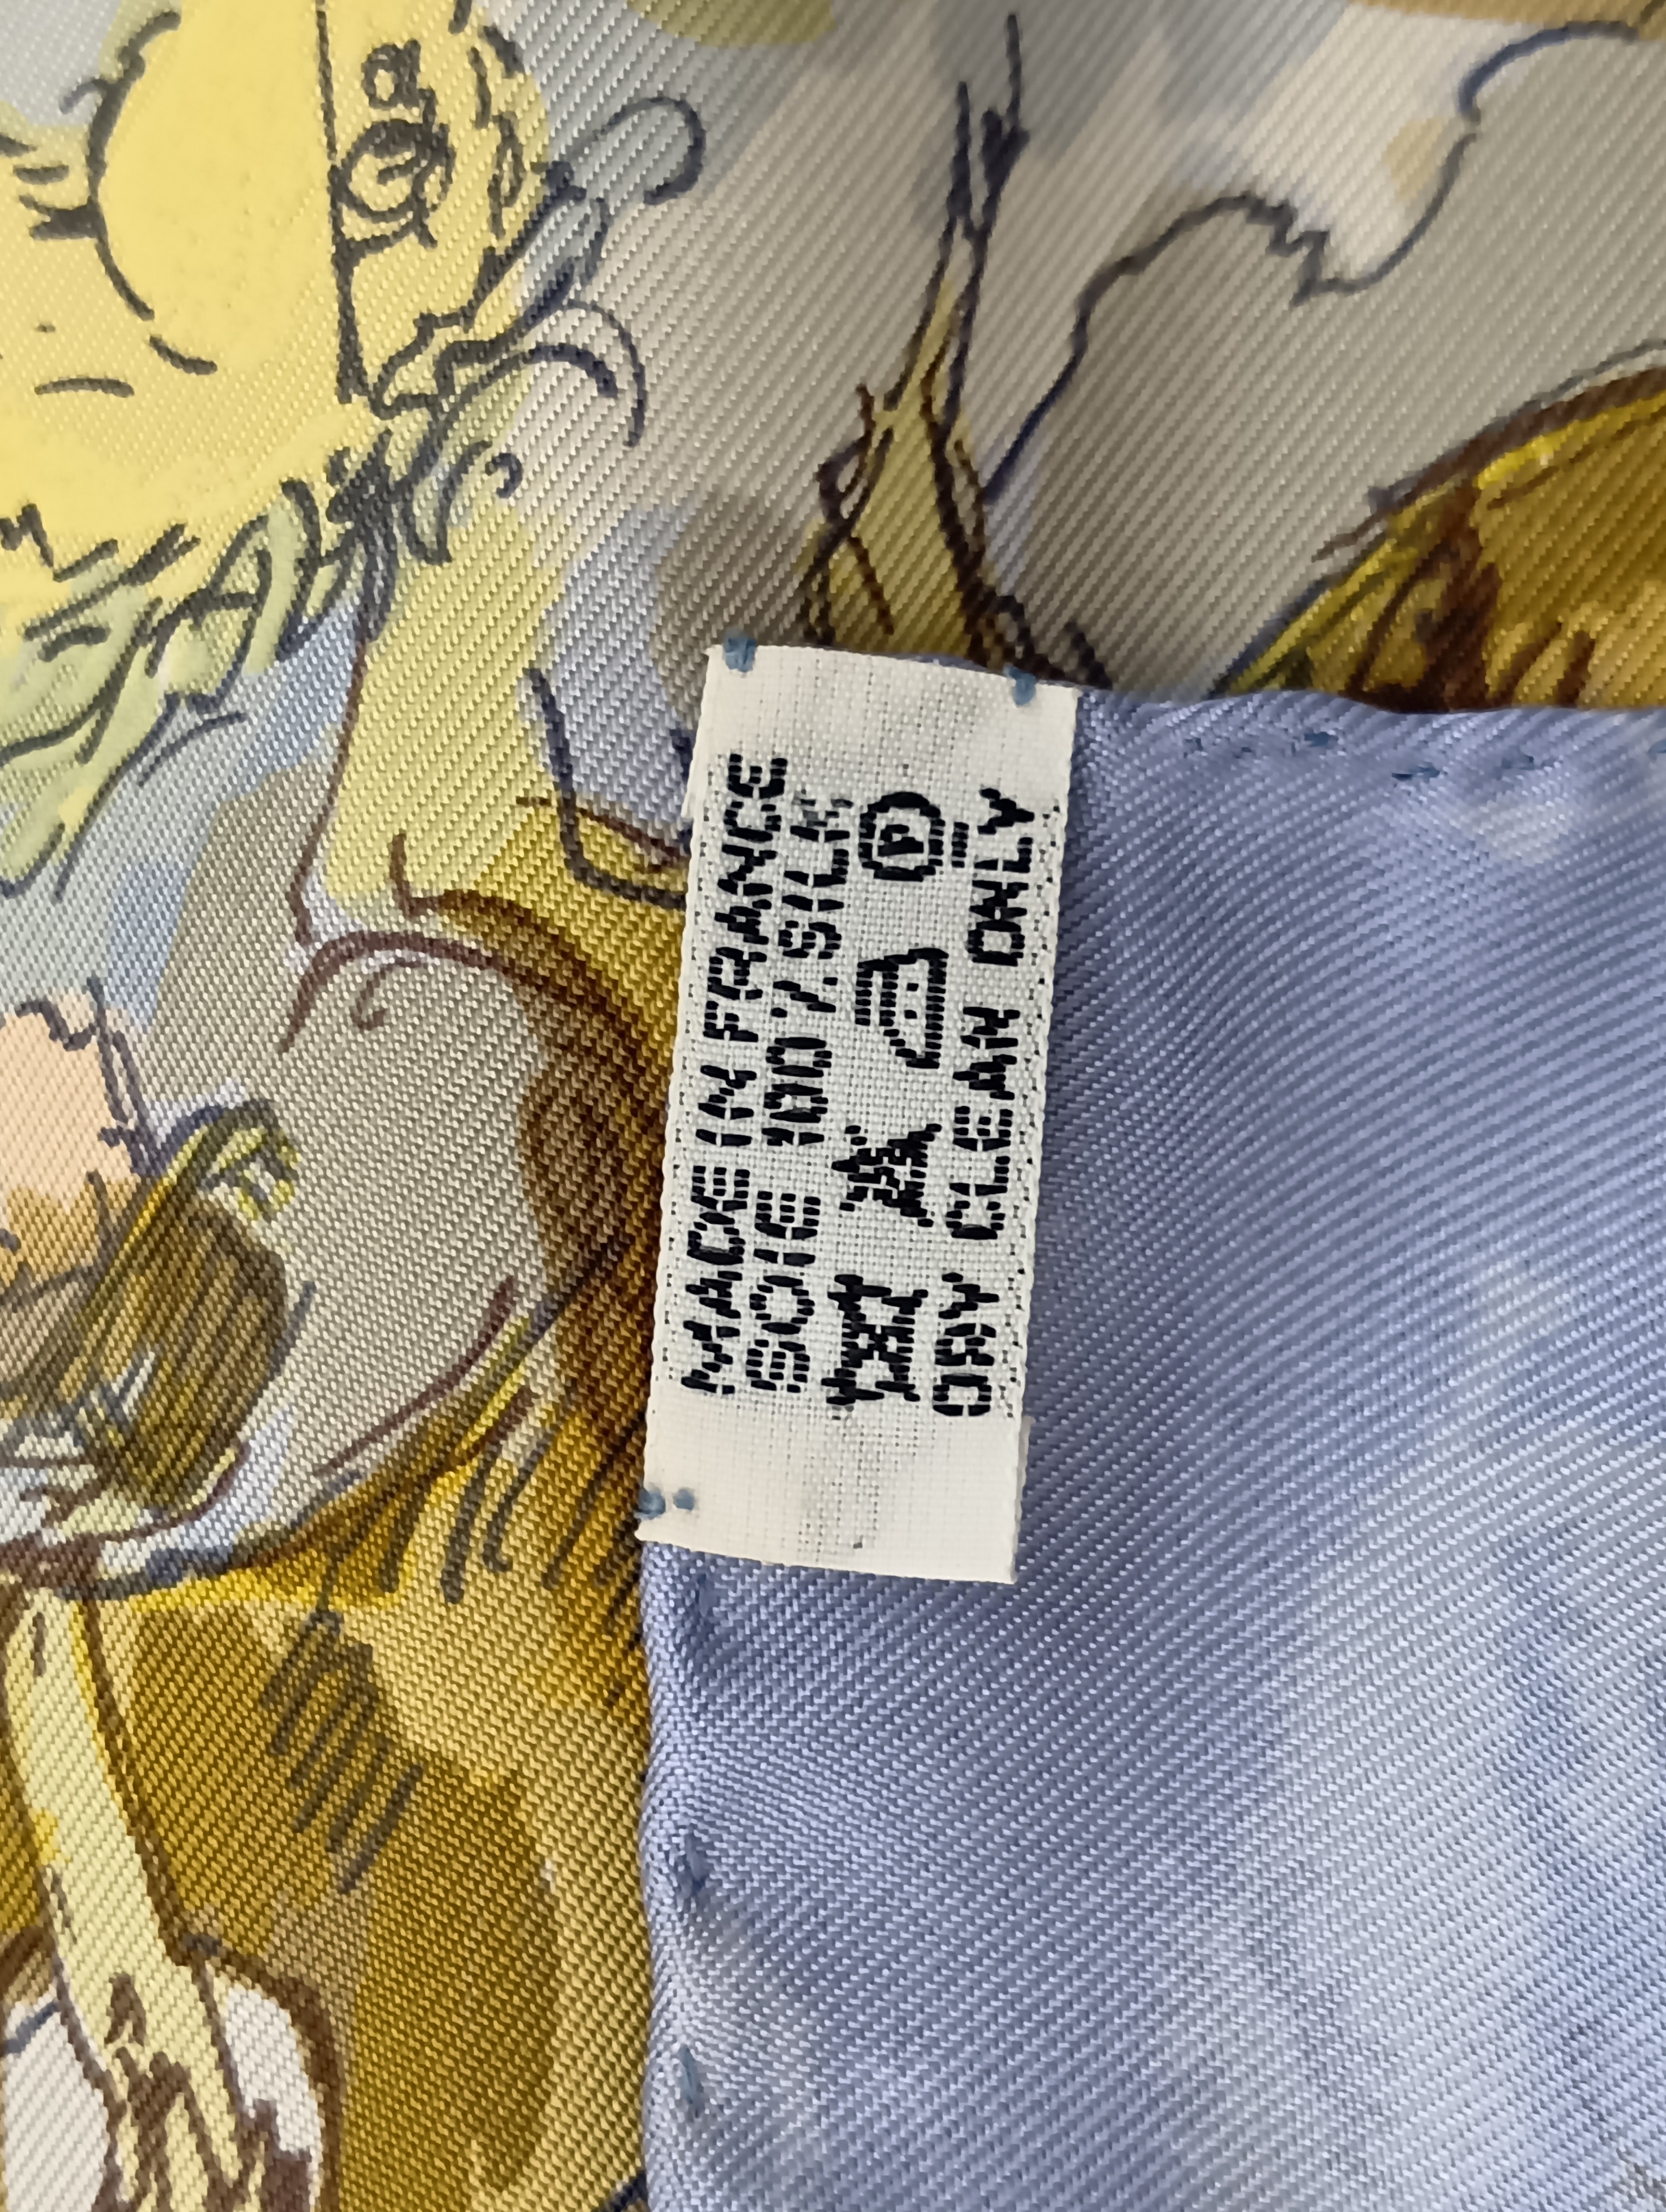 MADE IN FRANCE
SOIE 100% SILK
P
DRY CLEAN ONLY